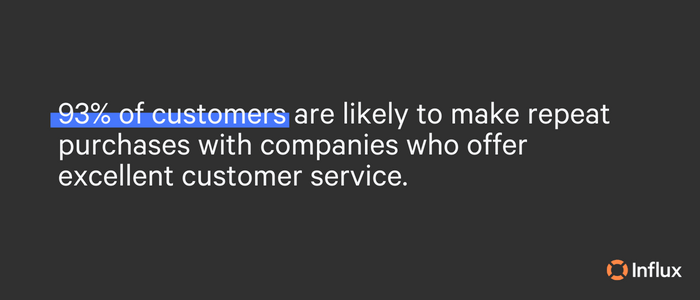 93% of customers are likely to make repeat
purchases with companies who offer
excellent customer service.
Influx